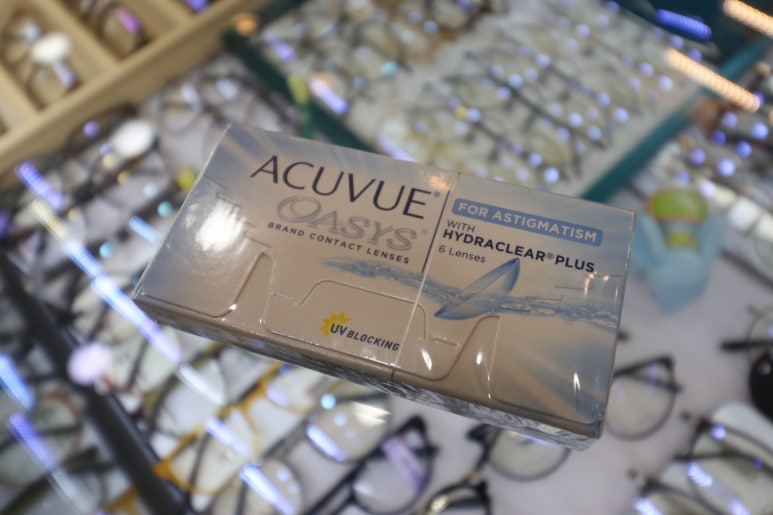 ACUVUE®
OASYS®
BRAND CONTACT LENSES
FOR ASTIGMATISM
WITH
HYDRACLEAR® PLUS
6 Lenses
UV BLOCKING